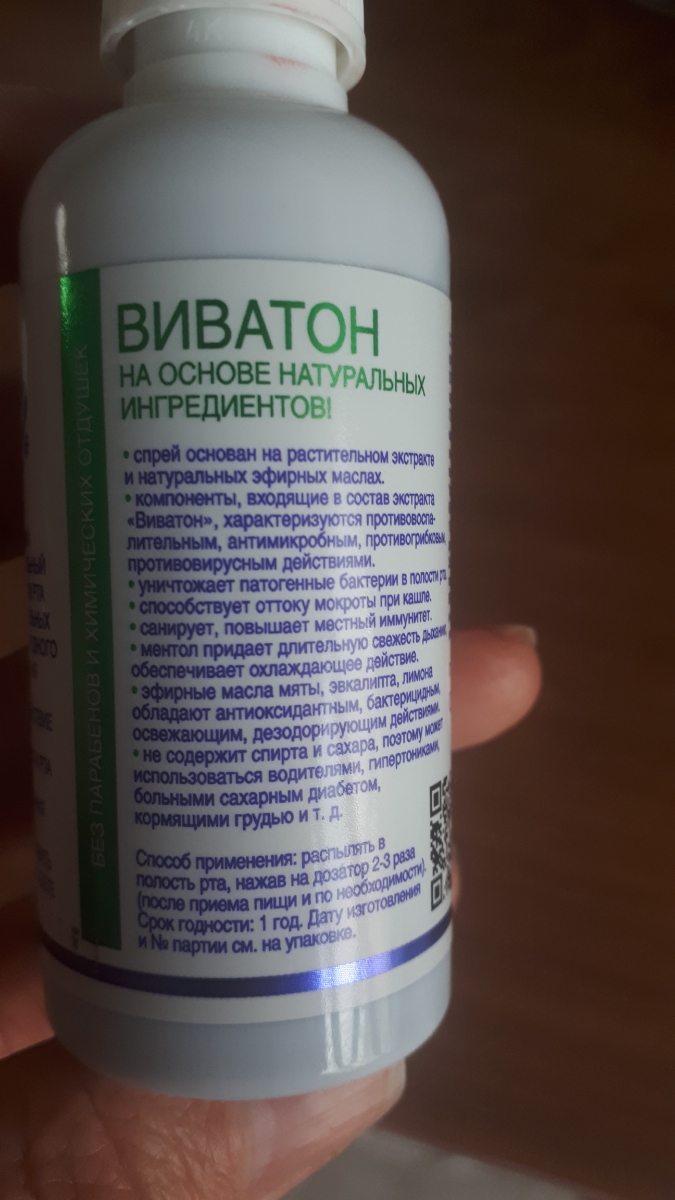 ВИВАТОН
НА ОСНОВЕ НАТУРАЛЬНЫХ
ИНГРЕДИЕНТОВ!
• спрей основан на растительном экстракте
и натуральных эфирных маслах.
• компоненты, входящие в состав экстракта
«Виватон», характеризуются противовоспа-
лительным, антимикробным, противогрибковым,
противовирусным действиями.
• уничтожает патогенные бактерии в полости рта.
• способствует оттоку мокроты при кашле.
• санирует, повышает местный иммунитет.
• ментол придает длительную свежесть дыханию,
обеспечивает охлаждающее действие.
• эфирные масла мяты, эвкалипта, лимона
обладают антиоксидантным, бактерицидным,
освежающим, дезодорирующим действиями.
• не содержит спирта и сахара, поэтому может
использоваться водителями, гипертониками,
больными сахарным диабетом,
кормящими грудью и т. д.
Способ применения: распылять в
полость рта, нажав на дозатор 2-3 раза
(после приема пищи и по необходимости).
Срок годности: 1 год. Дату изготовления
и № партии см. на упаковке.
БЕЗ ПАРАБЕНОВ И ХИМИЧЕСКИХ ОТДУШЕК